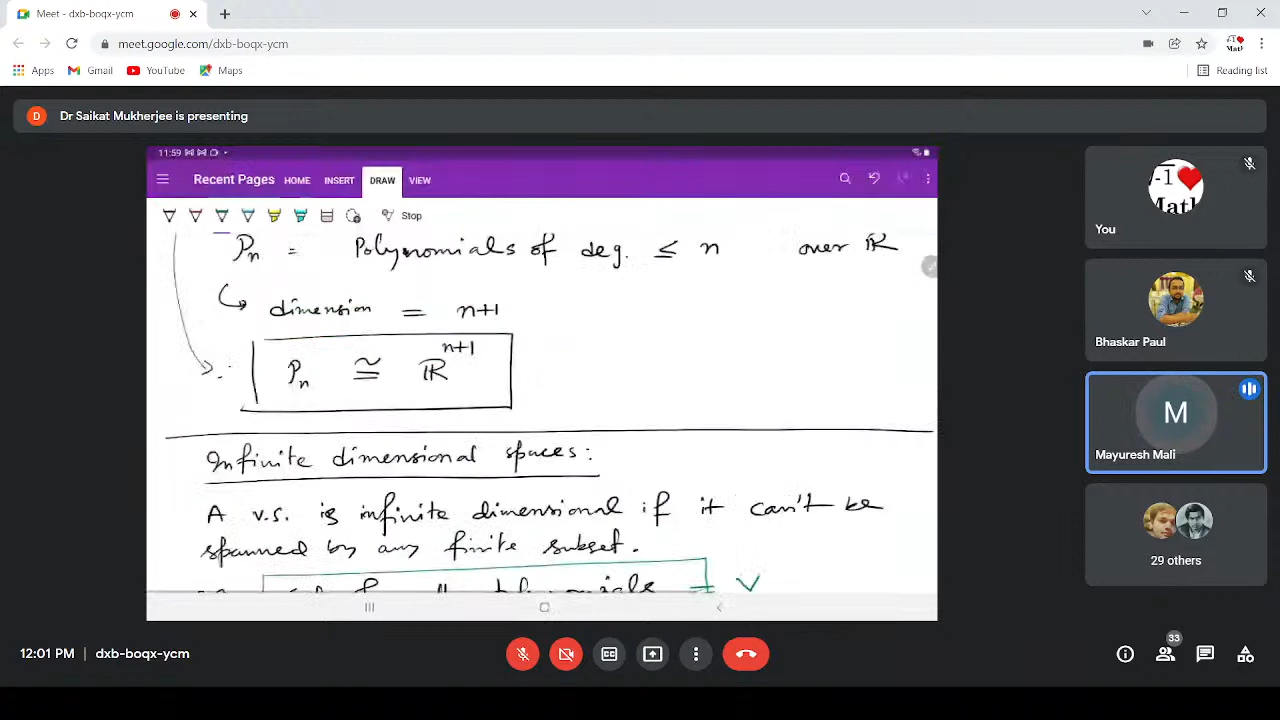 Meet - dxb-boqx-ycm
meet.google.com/dxb-boqx-ycm
Apps Gmail YouTube Maps Reading list
D Dr Saikat Mukherjee is presenting
11:59
Recent Pages HOME INSERT DRAW VIEW
Stop
Pn = Polynomials of deg. ≤ n over ℝ
↳ dimension = n+1
∴ Pn ≅ ℝ^{n+1}
Infinite dimensional spaces:
A v.s. is infinite dimensional if it can't be
spanned by any finite subset.
= V
√-1 Math
You
Bhaskar Paul
M
Mayuresh Mali
29 others
12:01 PM | dxb-boqx-ycm
33